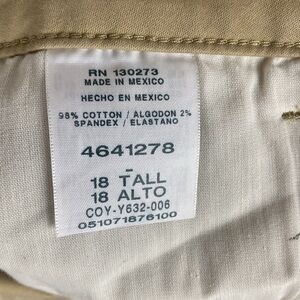 RN 130273
MADE IN MEXICO
HECHO EN MEXICO
98% COTTON / ALGODON 2%
SPANDEX / ELASTANO
4641278
-
18 TALL
18 ALTO
COY-Y632-006
051071876100